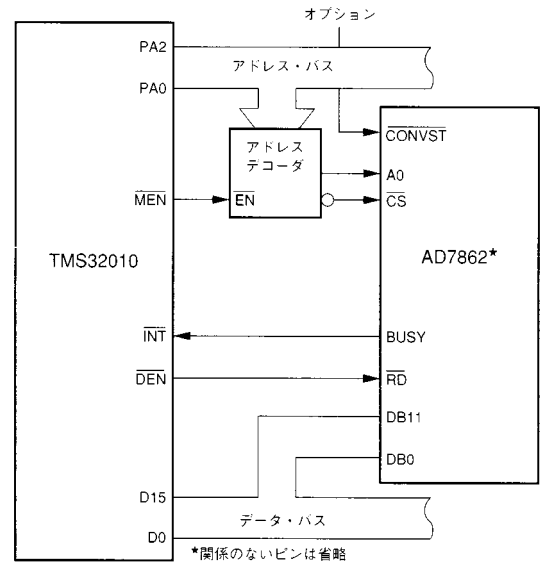 オプション
PA2
アドレス・バス
PA0
CONVST
アドレス
デコーダ
A0
MEN
EN
CS
TMS32010
AD7862★
INT
BUSY
DEN
RD
DB11
DB0
D15
データ・バス
D0
★関係のないピンは省略